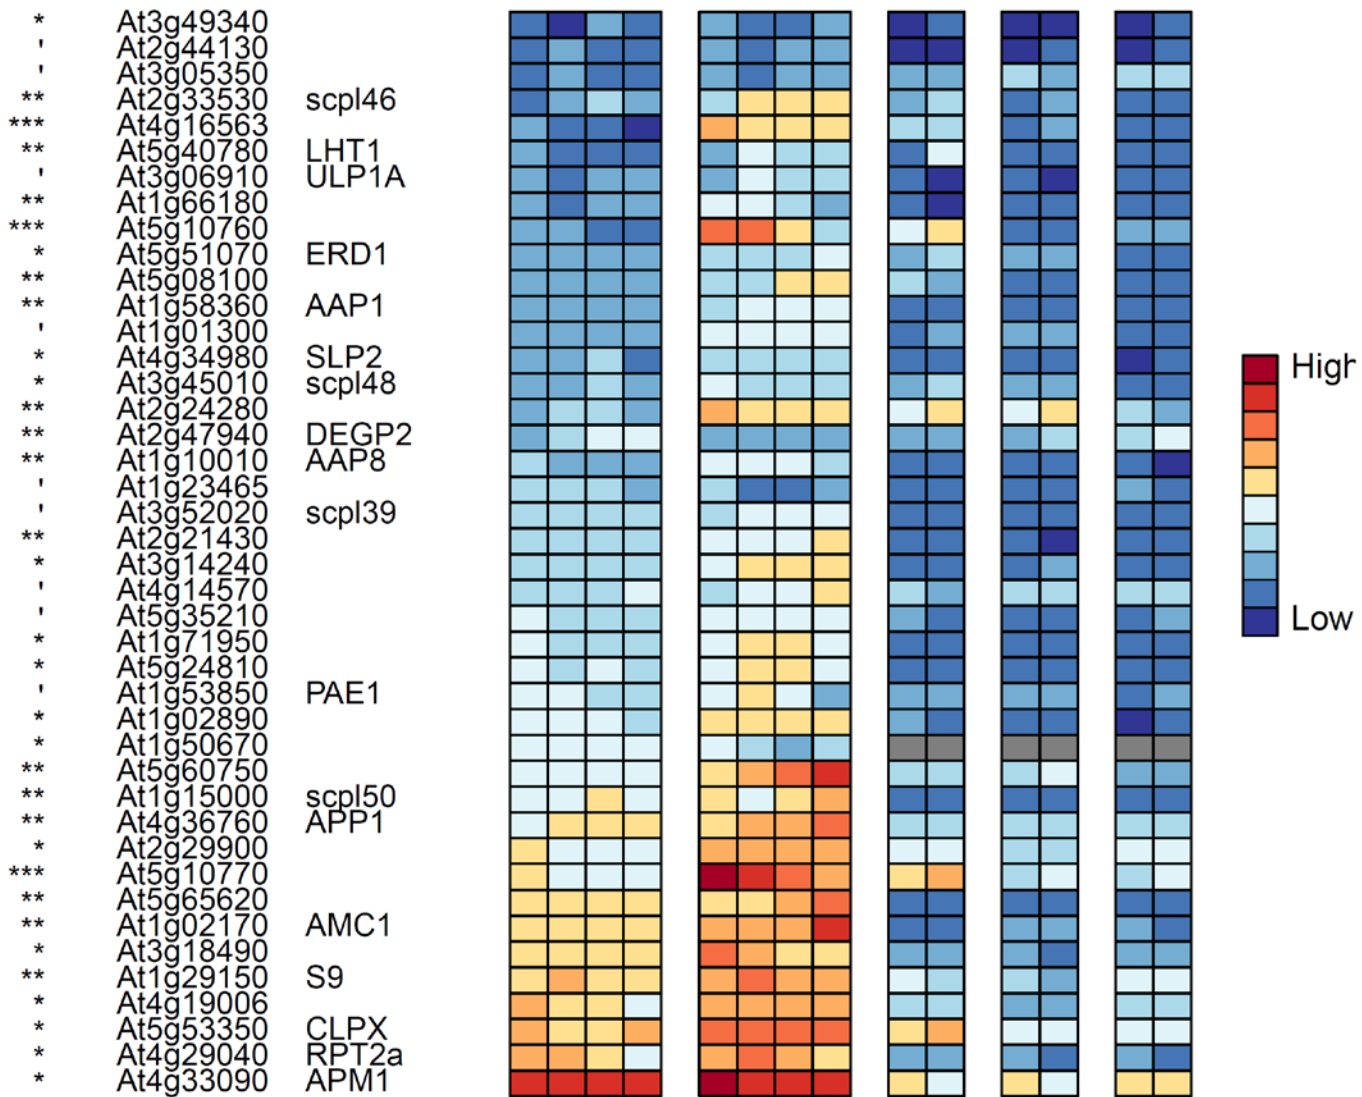 * At3g49340
' At2g44130
' At3g05350
** At2g33530 scpl46
*** At4g16563
** At5g40780 LHT1
' At3g06910 ULP1A
** At1g66180
*** At5g10760
* At5g51070 ERD1
** At5g08100
** At1g58360 AAP1
' At1g01300
* At4g34980 SLP2
* At3g45010 scpl48
** At2g24280
** At2g47940 DEGP2
** At1g10010 AAP8
' At1g23465
' At3g52020 scpl39
** At2g21430
* At3g14240
' At4g14570
' At5g35210
* At1g71950
* At5g24810
' At1g53850 PAE1
* At1g02890
* At1g50670
** At5g60750
** At1g15000 scpl50
** At4g36760 APP1
* At2g29900
*** At5g10770
** At5g65620
** At1g02170 AMC1
* At3g18490
** At1g29150 S9
* At4g19006
* At5g53350 CLPX
* At4g29040 RPT2a
* At4g33090 APM1
High
Low